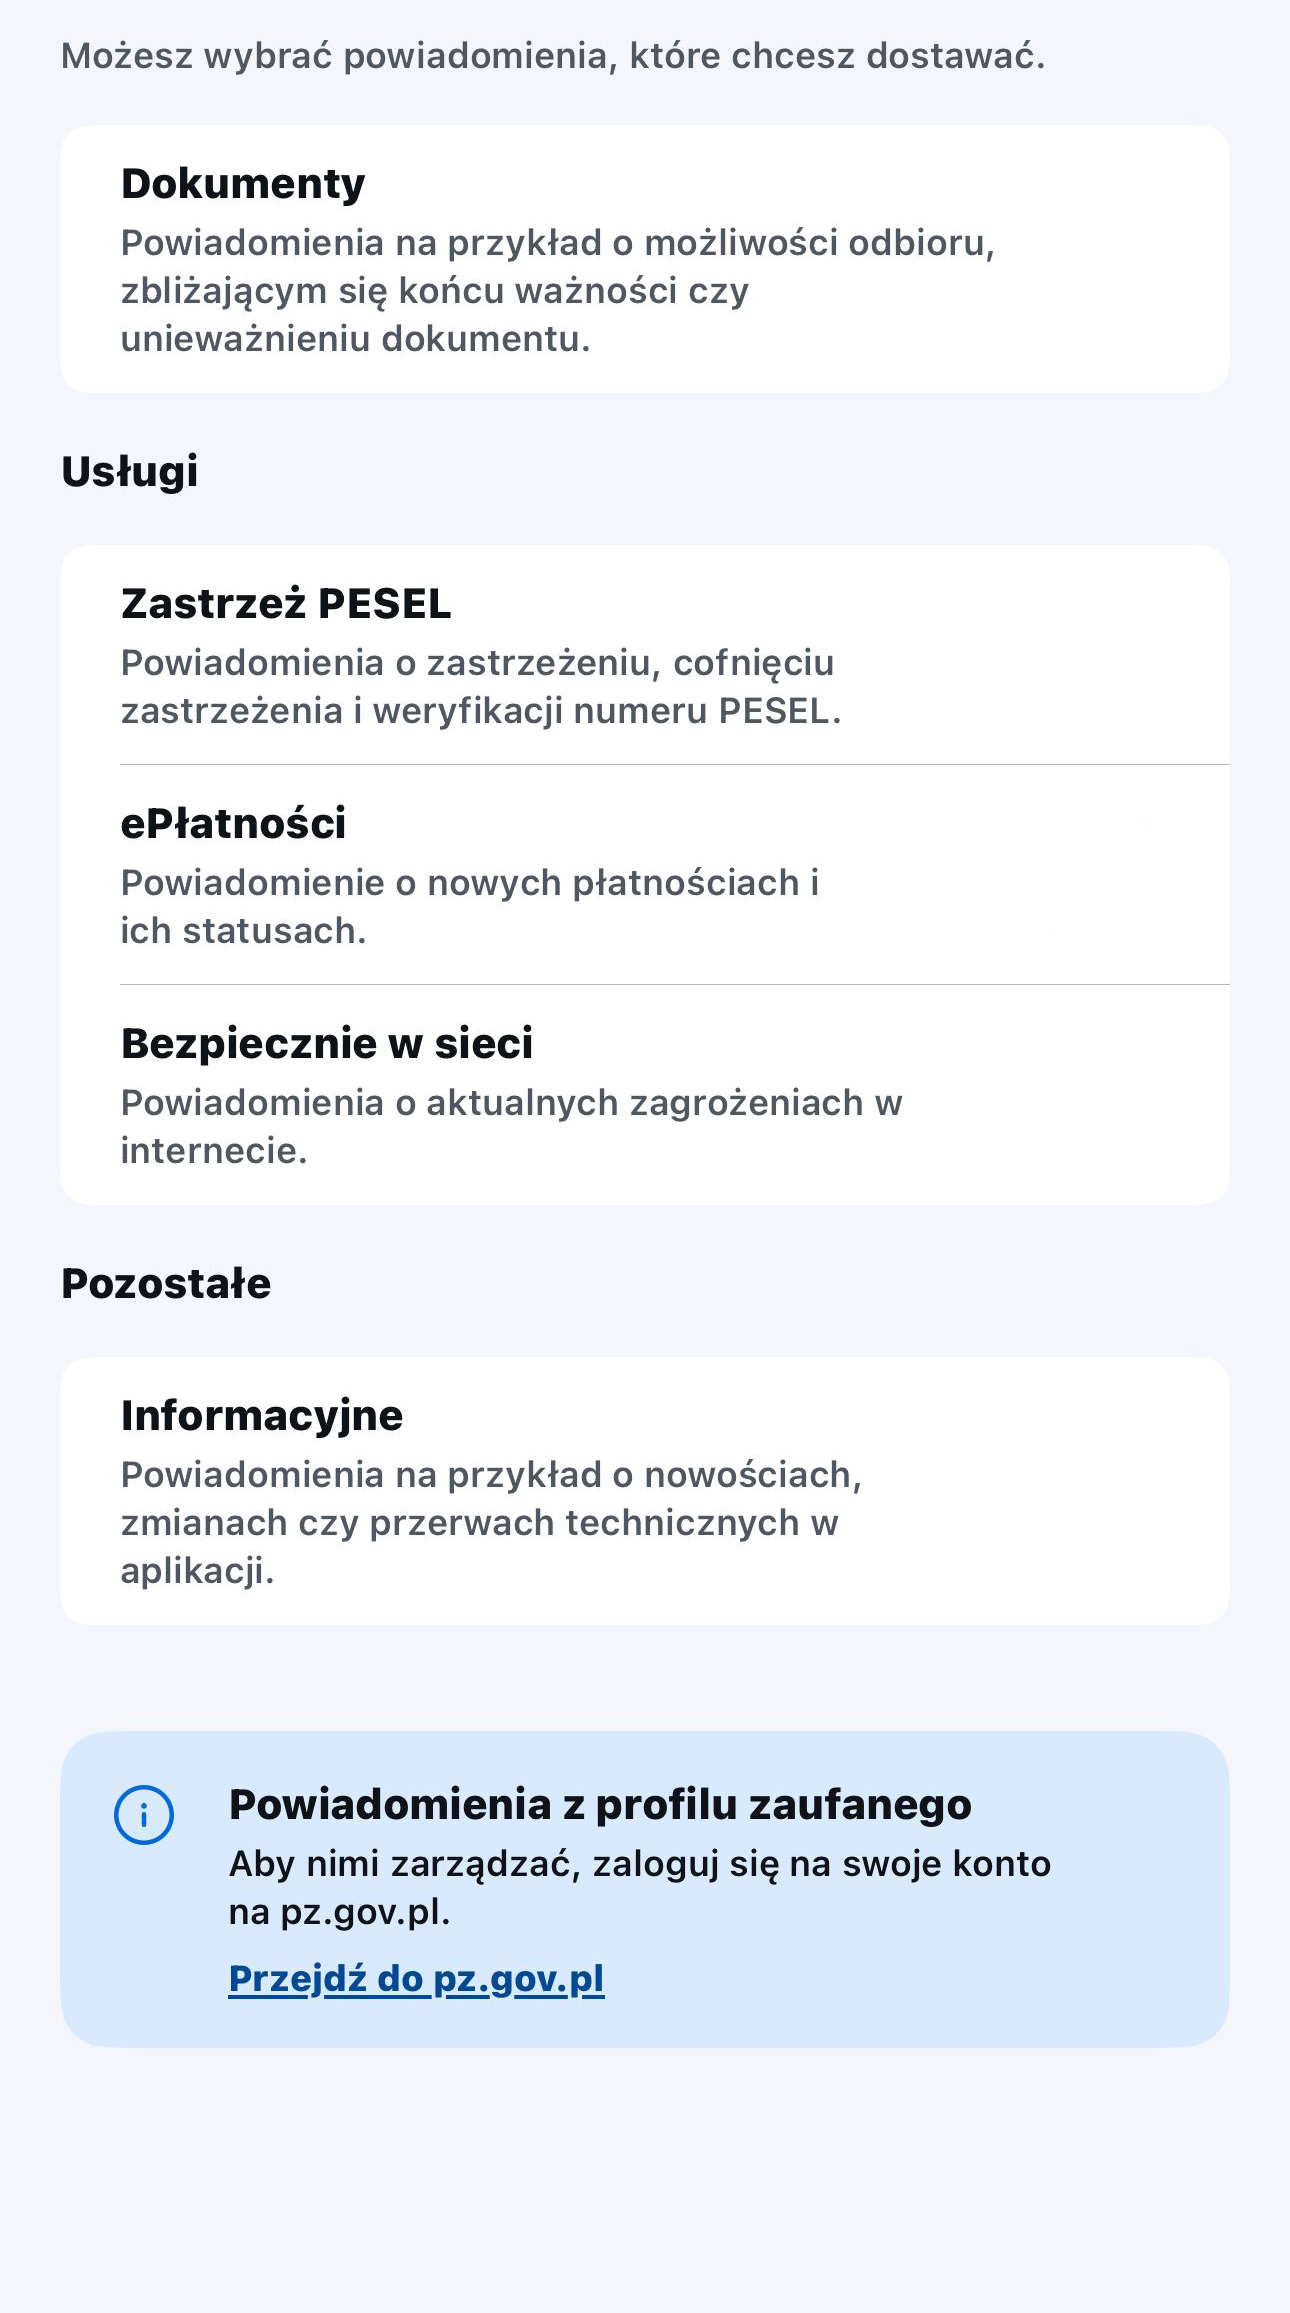 Możesz wybrać powiadomienia, które chcesz dostawać.
Dokumenty
Powiadomienia na przykład o możliwości odbioru,
zbliżającym się końcu ważności czy
unieważnieniu dokumentu.
Usługi
Zastrzeż PESEL
Powiadomienia o zastrzeżeniu, cofnięciu
zastrzeżenia i weryfikacji numeru PESEL.
ePłatności
Powiadomienie o nowych płatnościach i
ich statusach.
Bezpiecznie w sieci
Powiadomienia o aktualnych zagrożeniach w
internecie.
Pozostałe
Informacyjne
Powiadomienia na przykład o nowościach,
zmianach czy przerwach technicznych w
aplikacji.
Powiadomienia z profilu zaufanego
Aby nimi zarządzać, zaloguj się na swoje konto
na pz.gov.pl.
Przejdź do pz.gov.pl